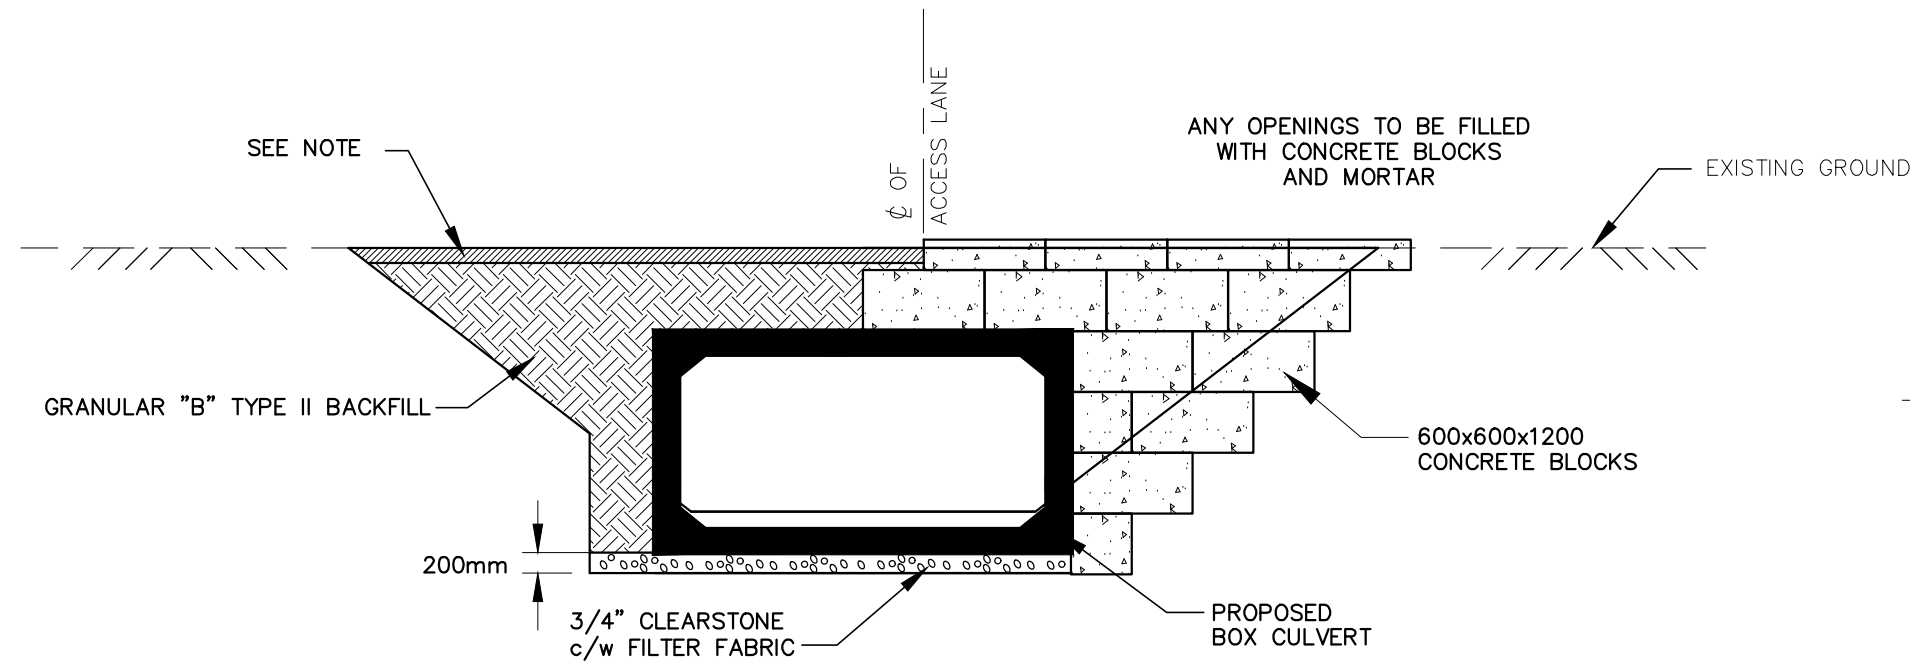 SEE NOTE
℄ OF
ACCESS LANE
ANY OPENINGS TO BE FILLED
WITH CONCRETE BLOCKS
AND MORTAR
EXISTING GROUND
GRANULAR "B" TYPE II BACKFILL
600x600x1200
CONCRETE BLOCKS
200mm
3/4" CLEARSTONE
c/w FILTER FABRIC
PROPOSED
BOX CULVERT